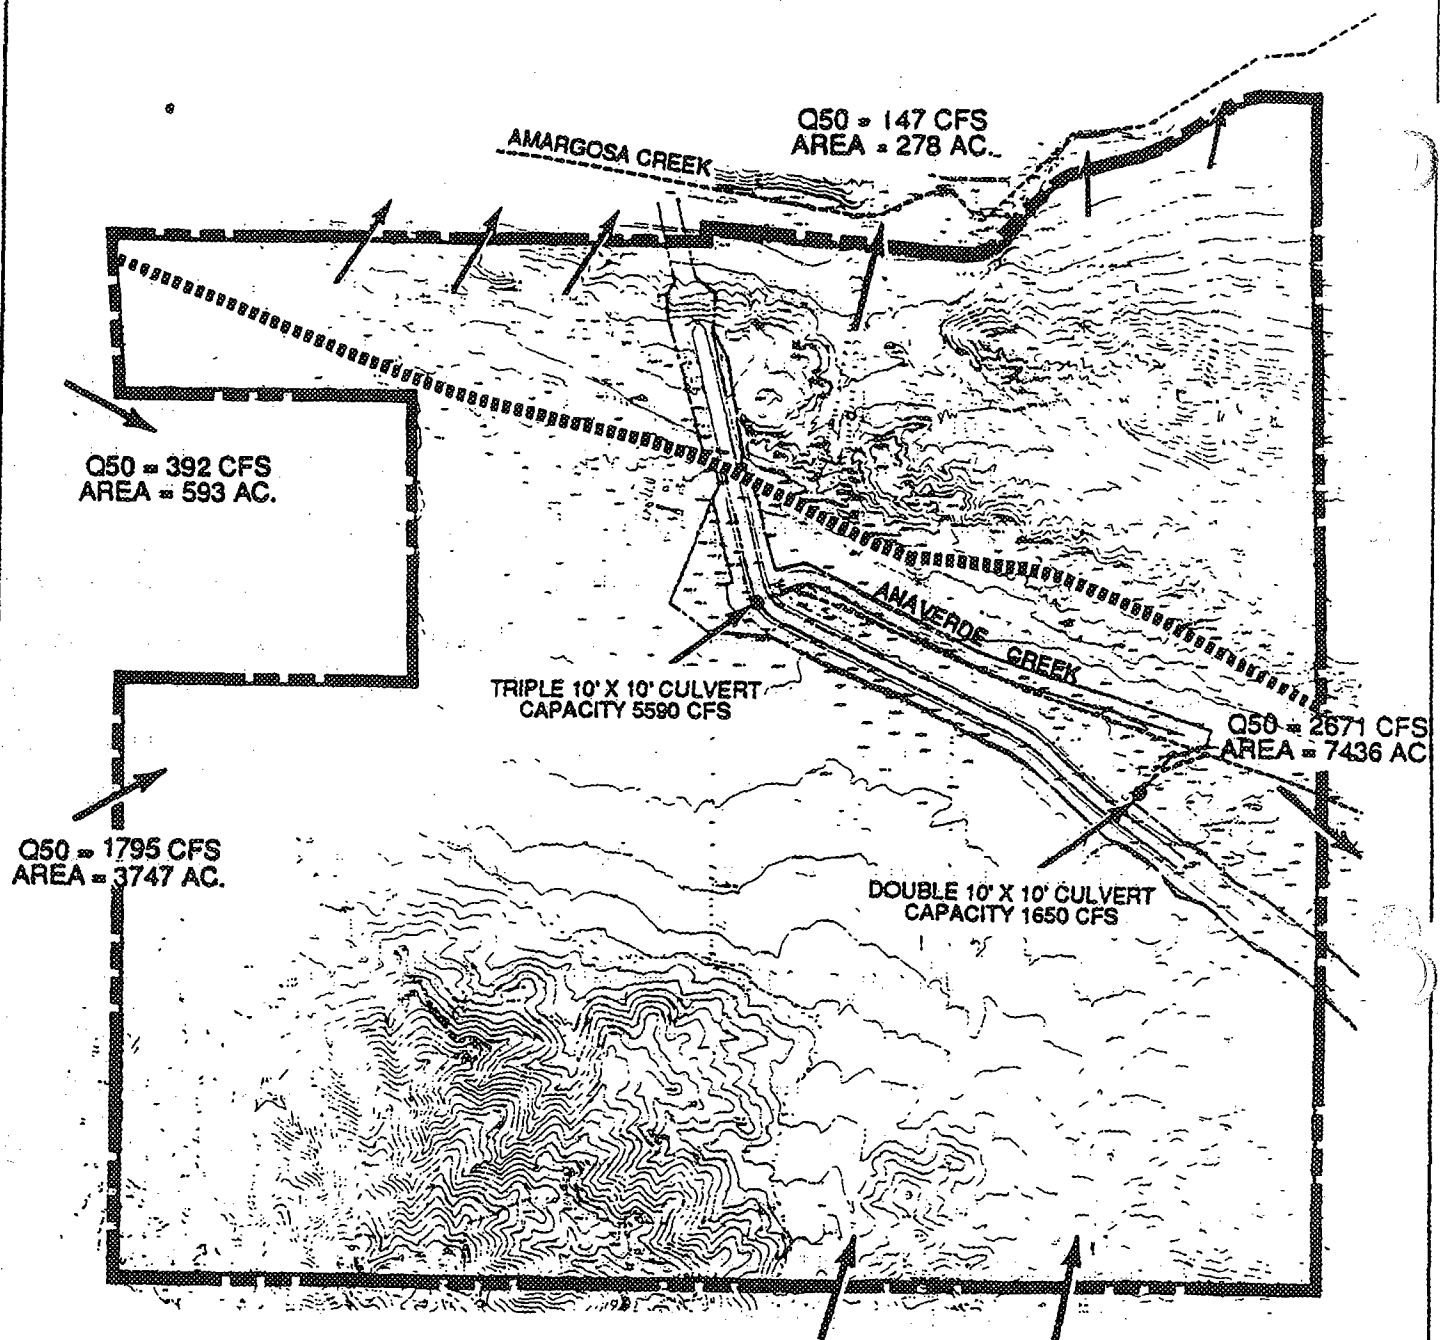 Q50 = 147 CFS
AREA = 278 AC.
AMARGOSA CREEK
Q50 = 392 CFS
AREA = 593 AC.
ANAVERDE CREEK
TRIPLE 10' X 10' CULVERT
CAPACITY 5590 CFS
Q50 = 2671 CFS
AREA = 7436 AC
Q50 = 1795 CFS
AREA = 3747 AC.
DOUBLE 10' X 10' CULVERT
CAPACITY 1650 CFS